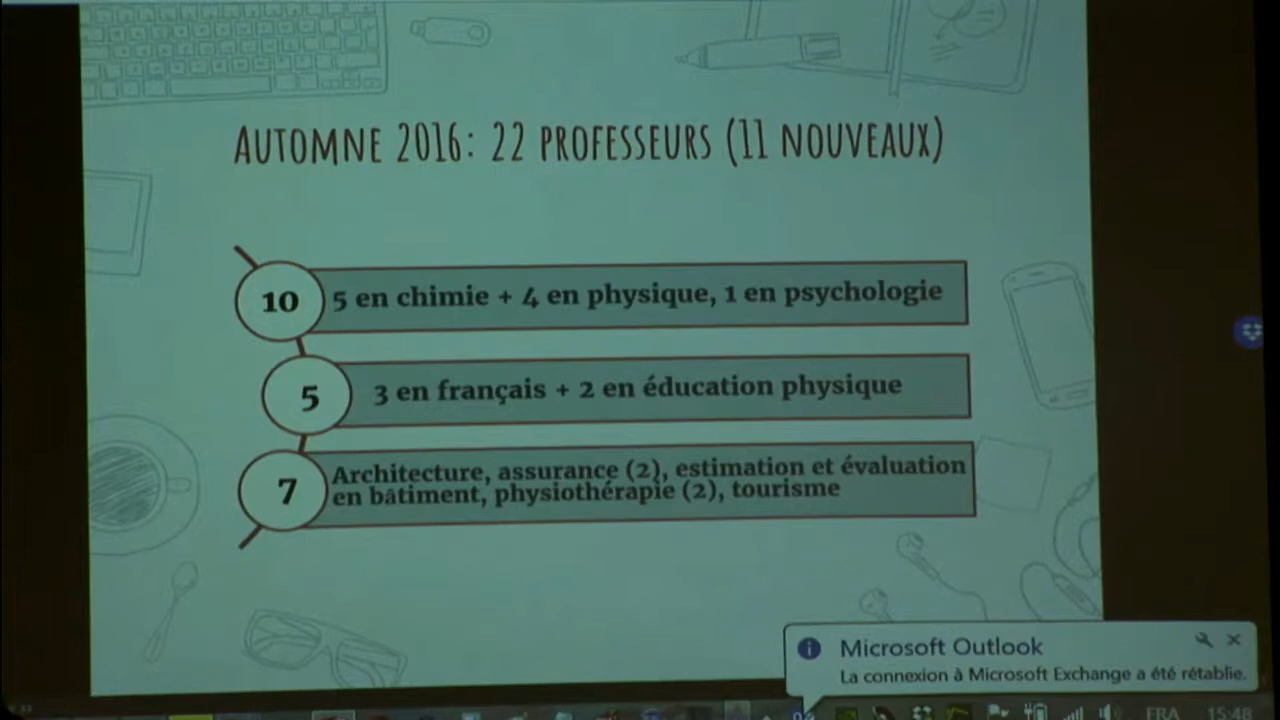 AUTOMNE 2016: 22 PROFESSEURS (11 NOUVEAUX)
10
5 en chimie + 4 en physique, 1 en psychologie
5
3 en français + 2 en éducation physique
7
Architecture, assurance (2), estimation et évaluation
en bâtiment, physiothérapie (2), tourisme
Microsoft Outlook
La connexion à Microsoft Exchange a été rétablie.
FRA
15:48